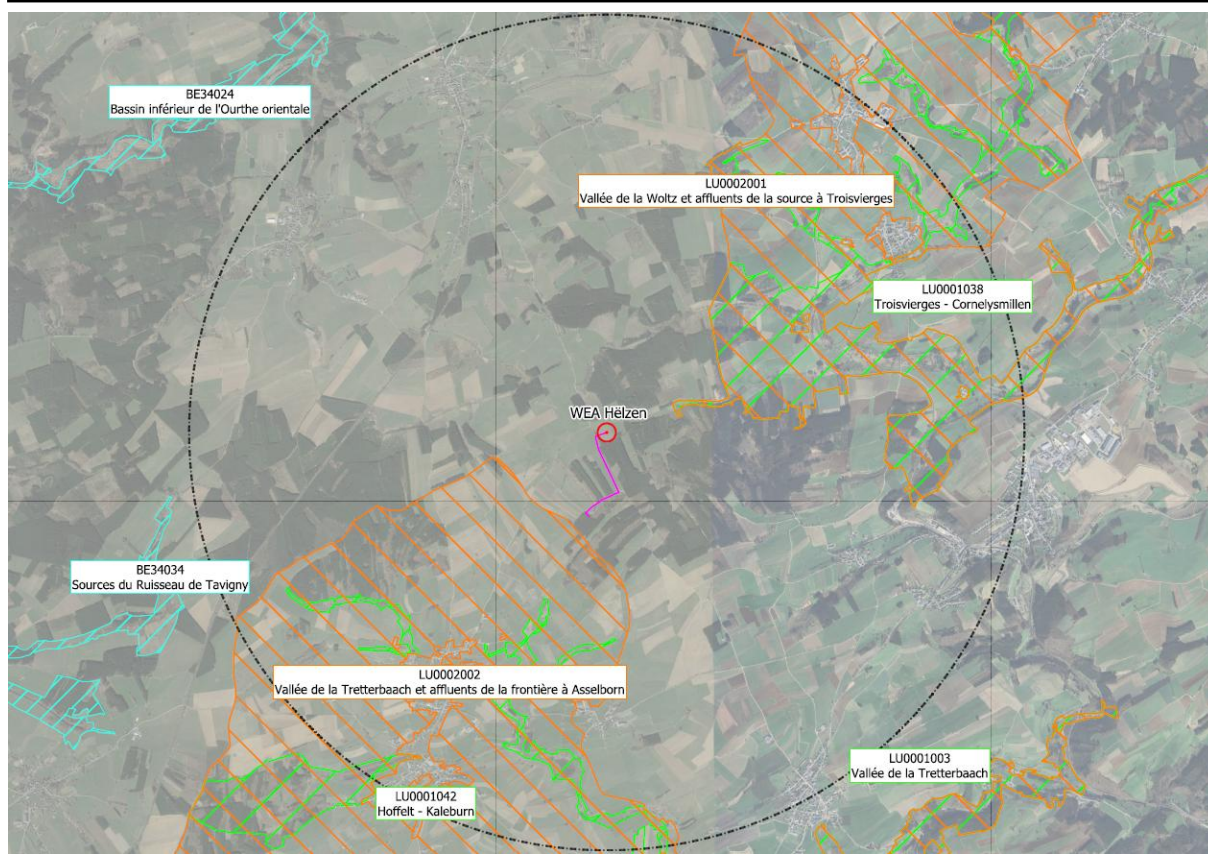 BE34024
Bassin inférieur de l'Ourthe orientale
LU0002001
Vallée de la Woltz et affluents de la source à Troisvierges
LU0001038
Troisvierges - Cornelysmillen
WEA Hëlzen
BE34034
Sources du Ruisseau de Tavigny
LU0002002
Vallée de la Tretterbaach et affluents de la frontière à Asselborn
LU0001003
Vallée de la Tretterbaach
LU0001042
Hoffelt - Kaleburn